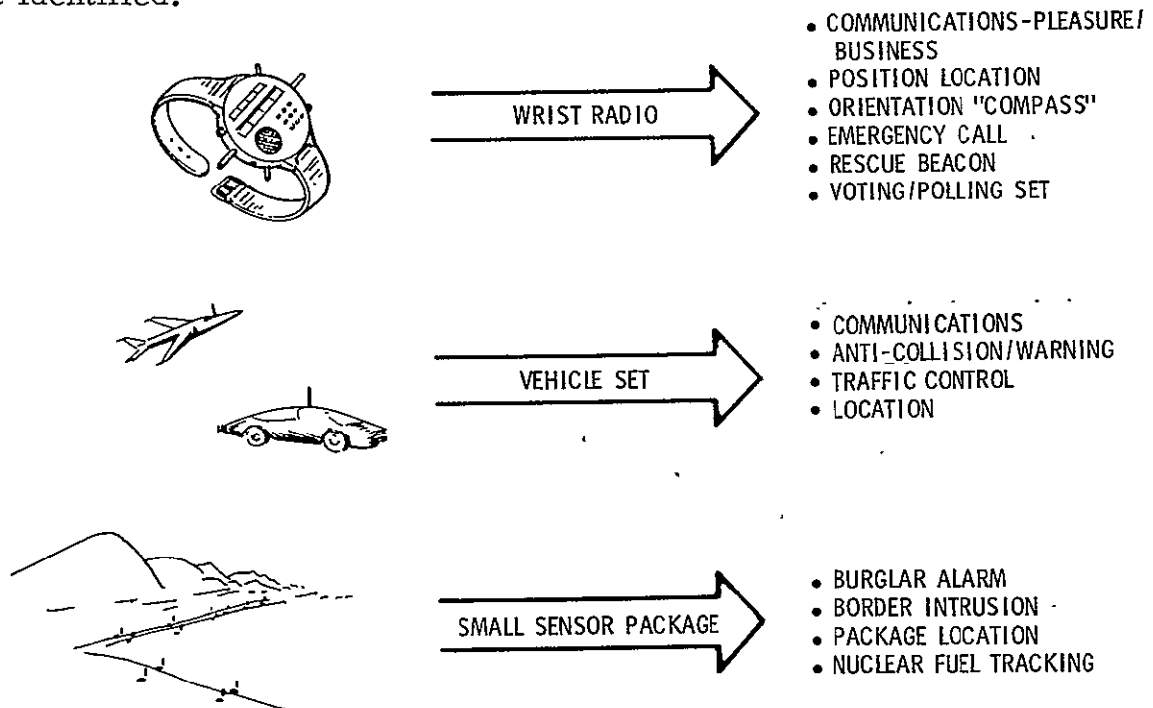 identified.
WRIST RADIO
• COMMUNICATIONS-PLEASURE/
BUSINESS
• POSITION LOCATION
• ORIENTATION "COMPASS"
• EMERGENCY CALL
• RESCUE BEACON
• VOTING/POLLING SET
VEHICLE SET
• COMMUNICATIONS
• ANTI-COLLISION/WARNING
• TRAFFIC CONTROL
• LOCATION
SMALL SENSOR PACKAGE
• BURGLAR ALARM
• BORDER INTRUSION
• PACKAGE LOCATION
• NUCLEAR FUEL TRACKING